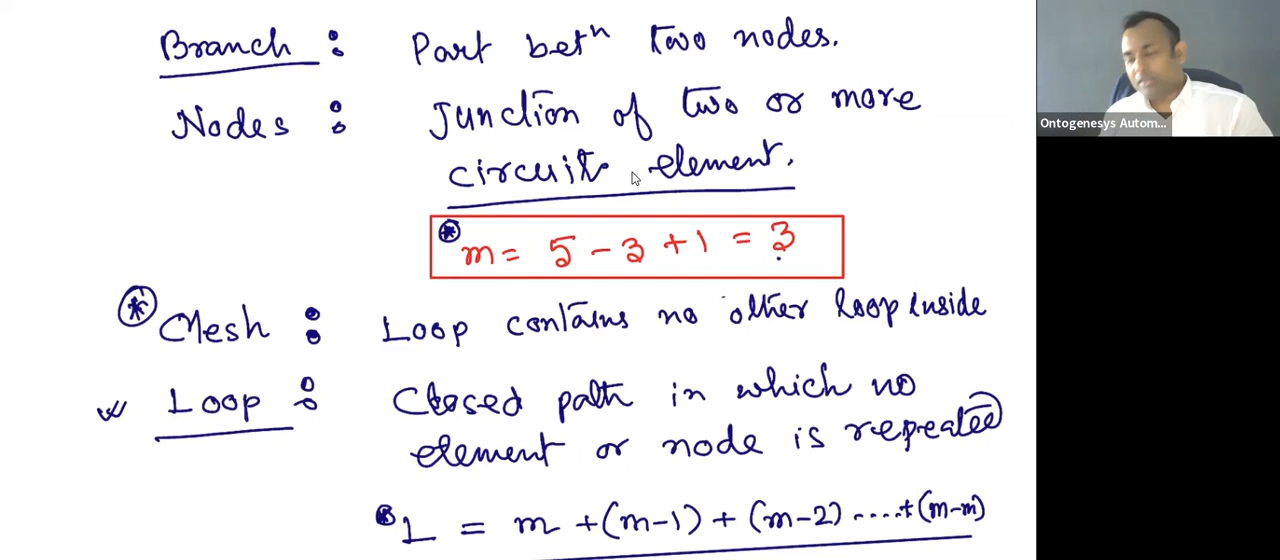 Branch : Part betⁿ two nodes.
Nodes : Junction of two or more
circuit element.
Ontogenesys Autom...
* m = 5 - 3 + 1 = 3
* Mesh : Loop contains no other loop inside
Loop : Closed path in which no
element or node is repeated
* L = m + (m-1) + (m-2) ....+ (m-m)